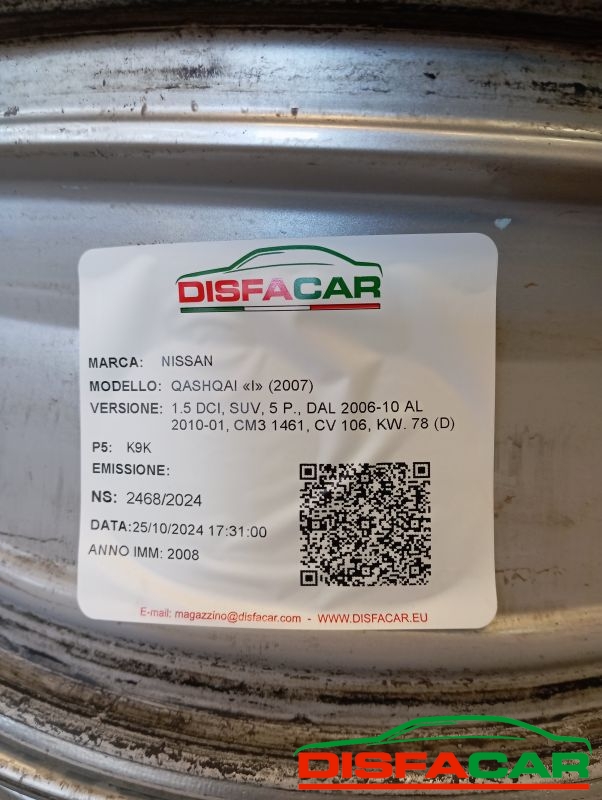 DISFACAR
MARCA: NISSAN
MODELLO: QASHQAI «I» (2007)
VERSIONE: 1.5 DCI, SUV, 5 P., DAL 2006-10 AL
2010-01, CM3 1461, CV 106, KW. 78 (D)
P5: K9K
EMISSIONE:
NS: 2468/2024
DATA:25/10/2024 17:31:00
ANNO IMM: 2008
E-mail: magazzino@disfacar.com - WWW.DISFACAR.EU
DISFACAR